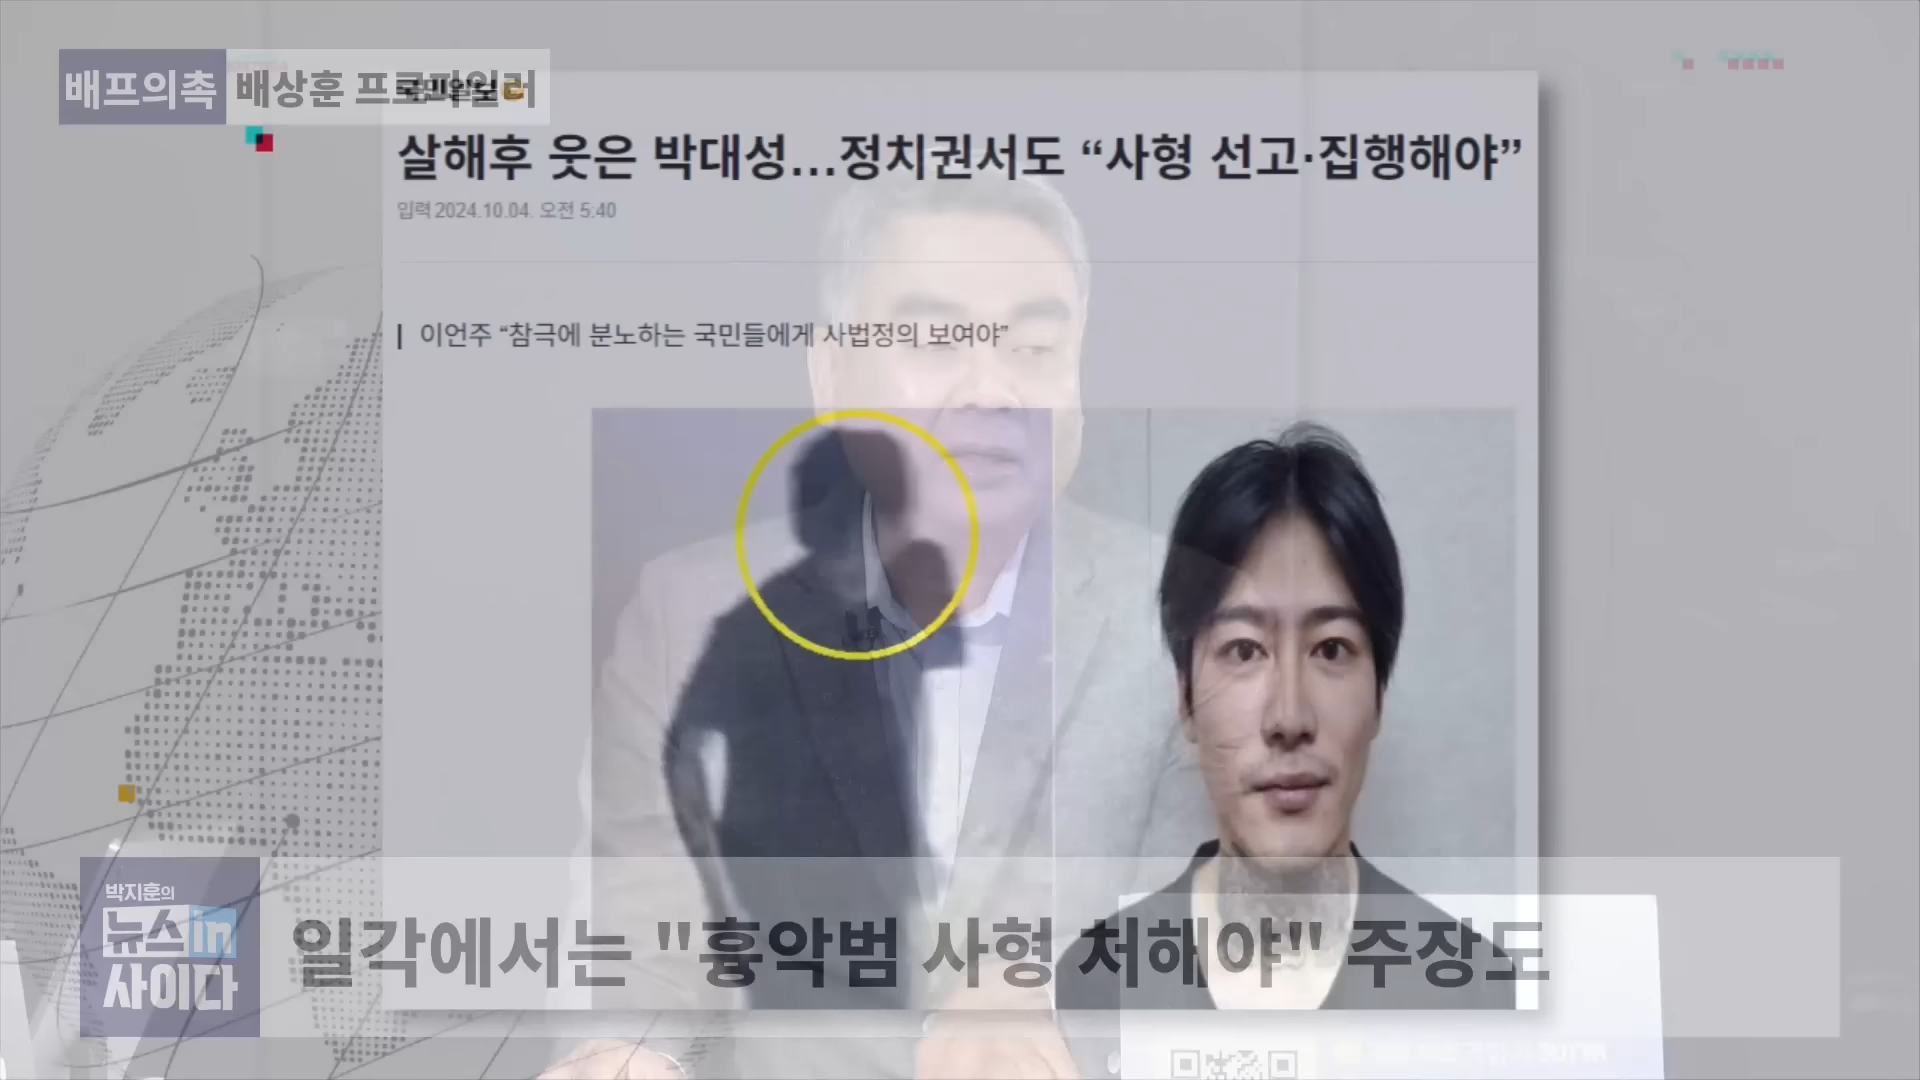 배프의촉 배상훈 프로파일러
국민일보
살해후 웃은 박대성…정치권서도 “사형 선고·집행해야”
입력 2024.10.04. 오전 5:40
이언주 “참극에 분노하는 국민들에게 사법정의 보여야”
박지훈의
뉴스in
사이다
일각에서는 "흉악범 사형 처해야" 주장도